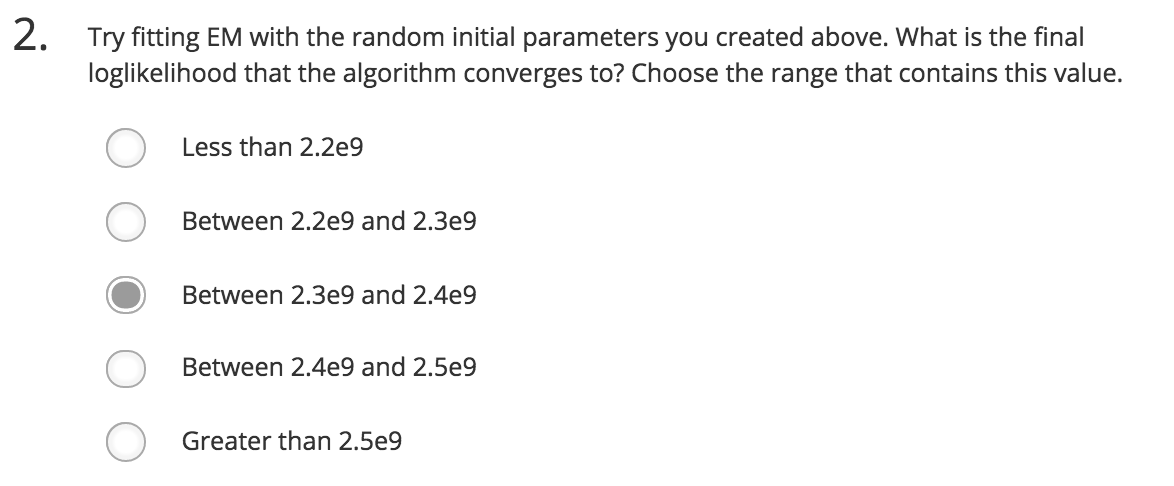 2. Try fitting EM with the random initial parameters you created above. What is the final
loglikelihood that the algorithm converges to? Choose the range that contains this value.
Less than 2.2e9
Between 2.2e9 and 2.3e9
Between 2.3e9 and 2.4e9
Between 2.4e9 and 2.5e9
Greater than 2.5e9